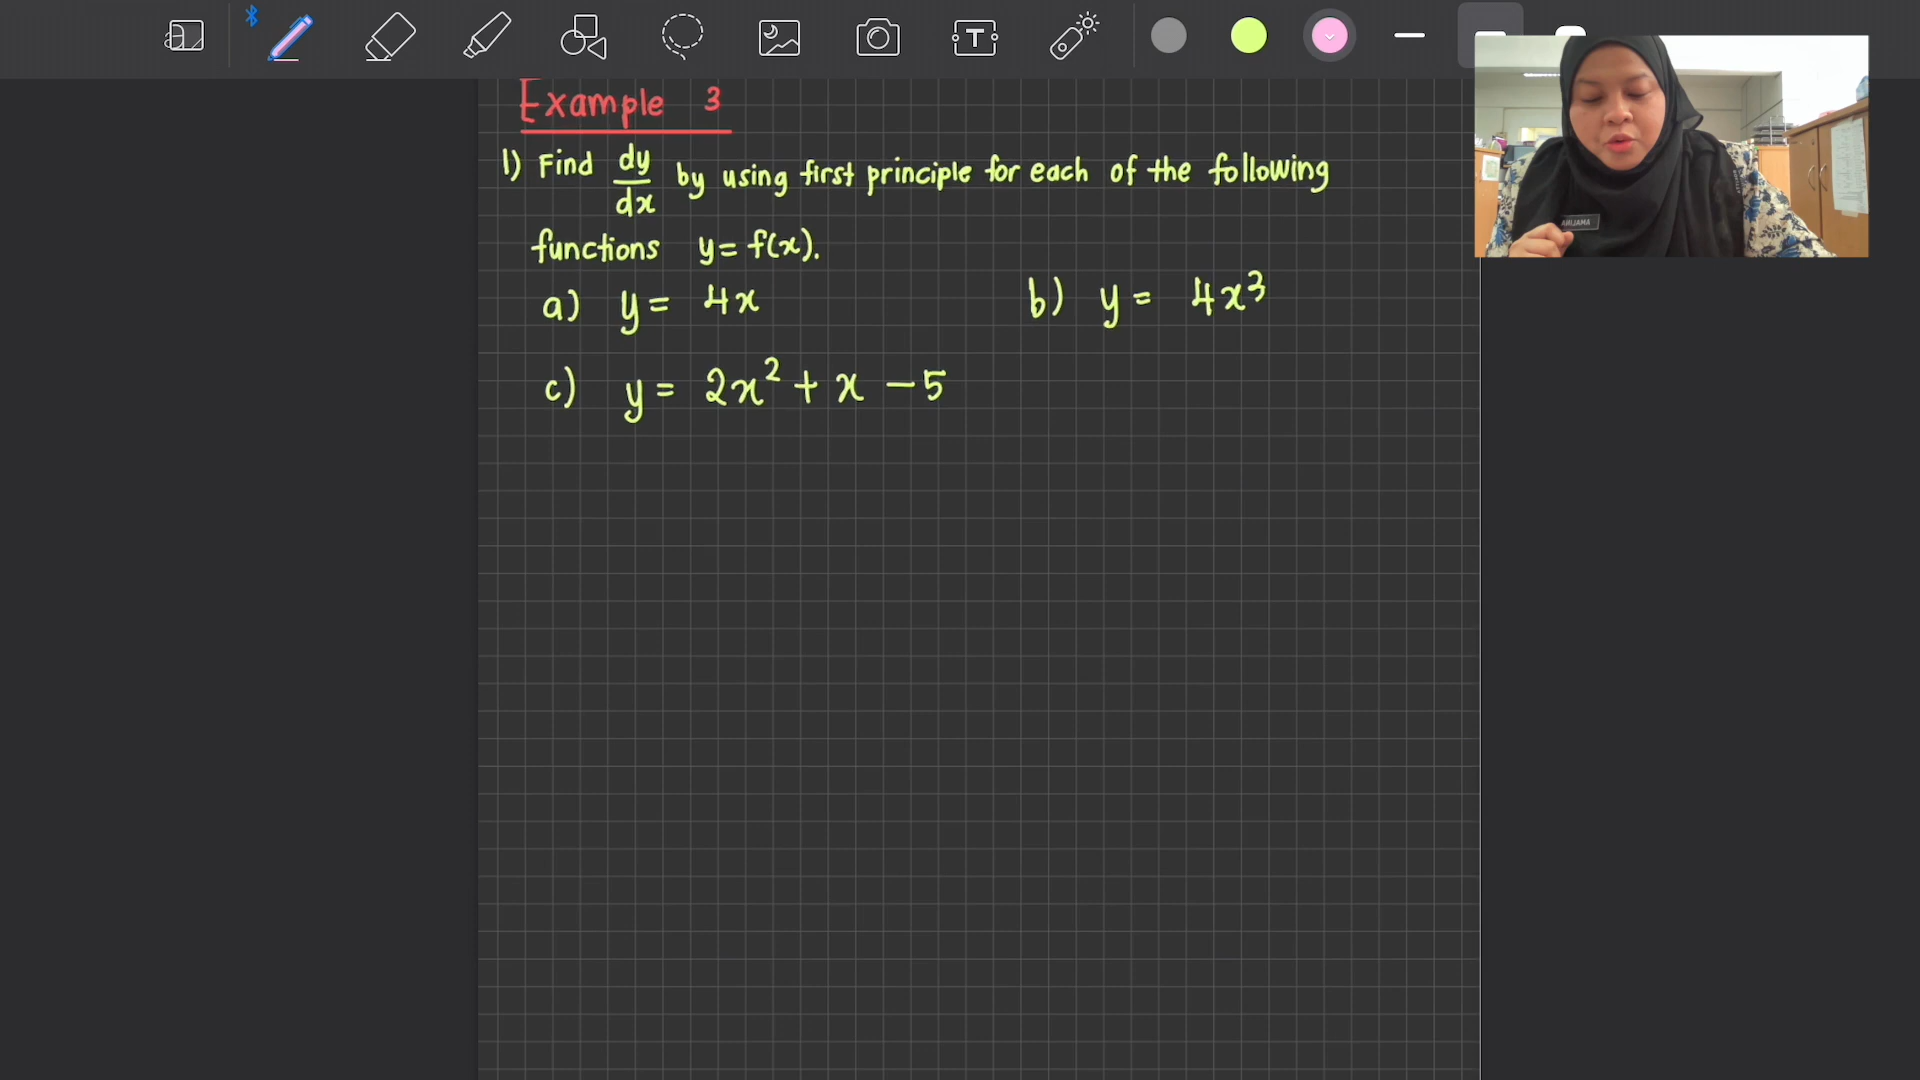 Example 3
1) Find dy/dx by using first principle for each of the following
functions y = f(x).
a) y = 4x b) y = 4x³
c) y = 2x² + x - 5
T